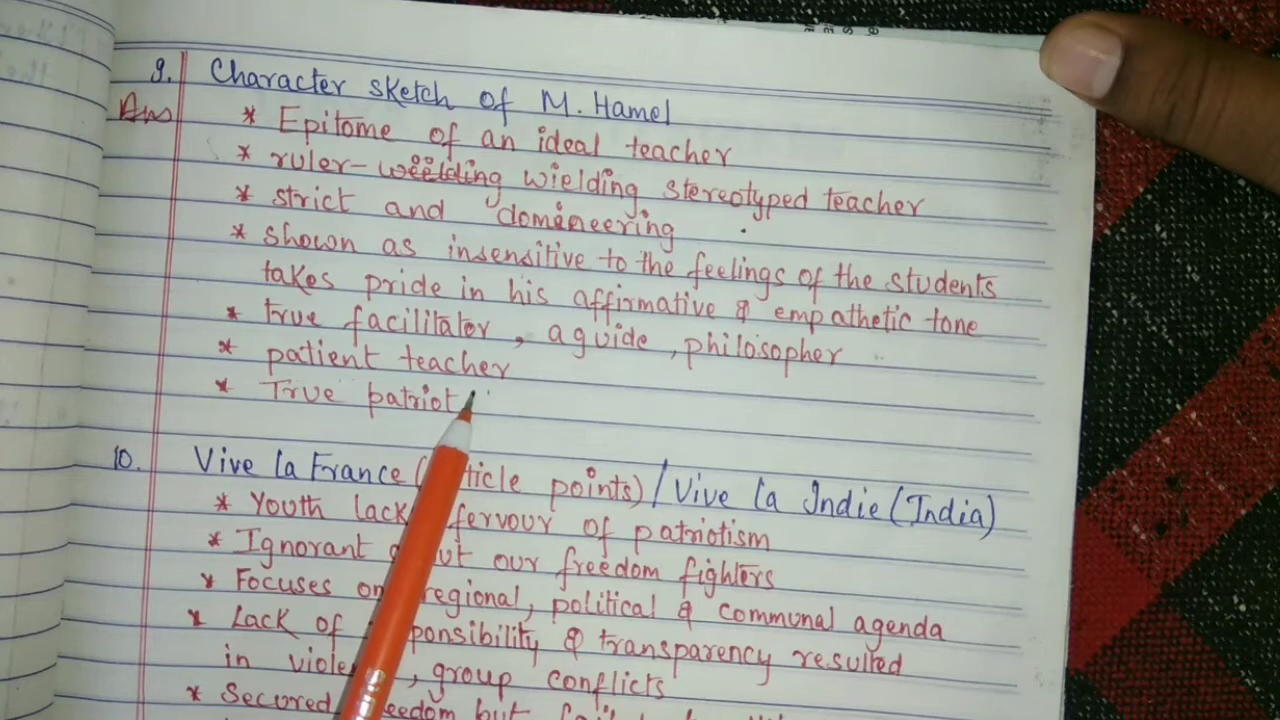 9. Character sketch of M. Hamel
Ans * Epitome of an ideal teacher
* ruler- wielding stereotyped teacher
* strict and domineering
* shown as insensitive to the feelings of the students
takes pride in his affirmative & empathetic tone
* true facilitator, a guide, philosopher
* patient teacher
* True patriot
10. Vive la France ( ticle points) / Vive la Indie (India)
* Youth lack fervour of patriotism
* Ignorant our freedom fighters
* Focuses on regional, political & communal agenda
* Lack of ponsibility & transparency resulted
in viole , group conflicts
* Secured eedom but